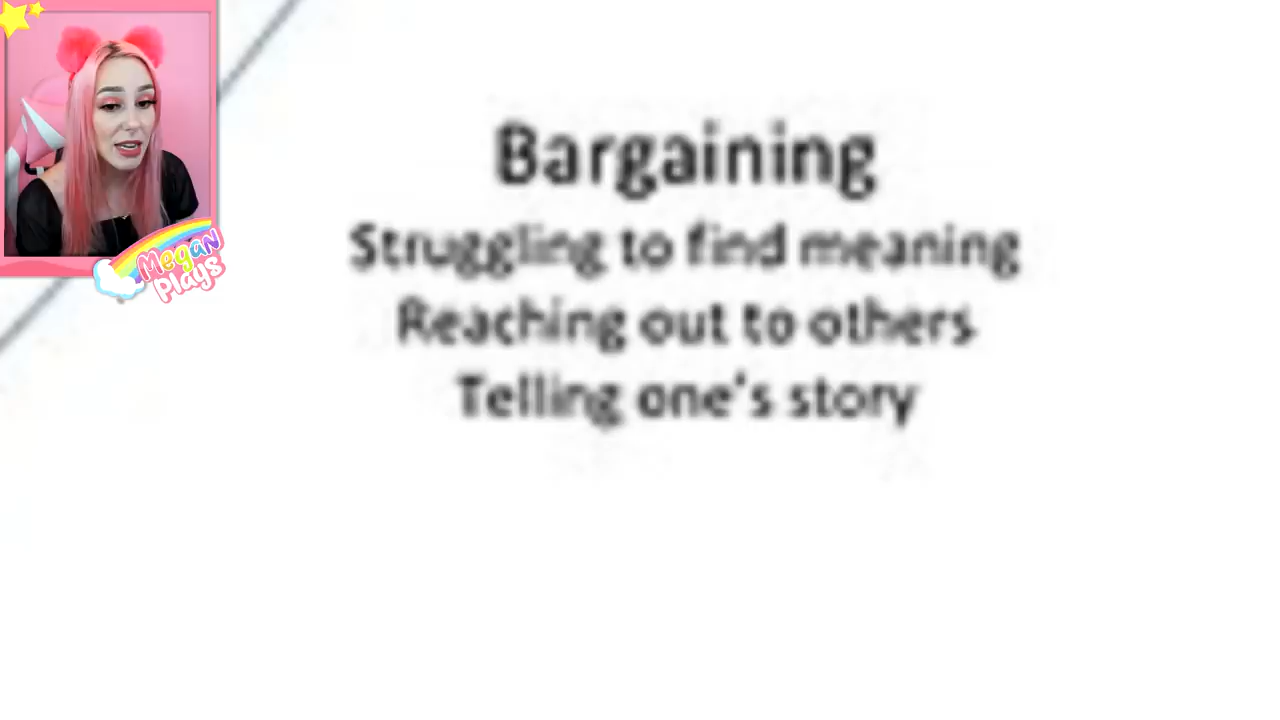 Megan
Plays
Bargaining
Struggling to find meaning
Reaching out to others
Telling one's story